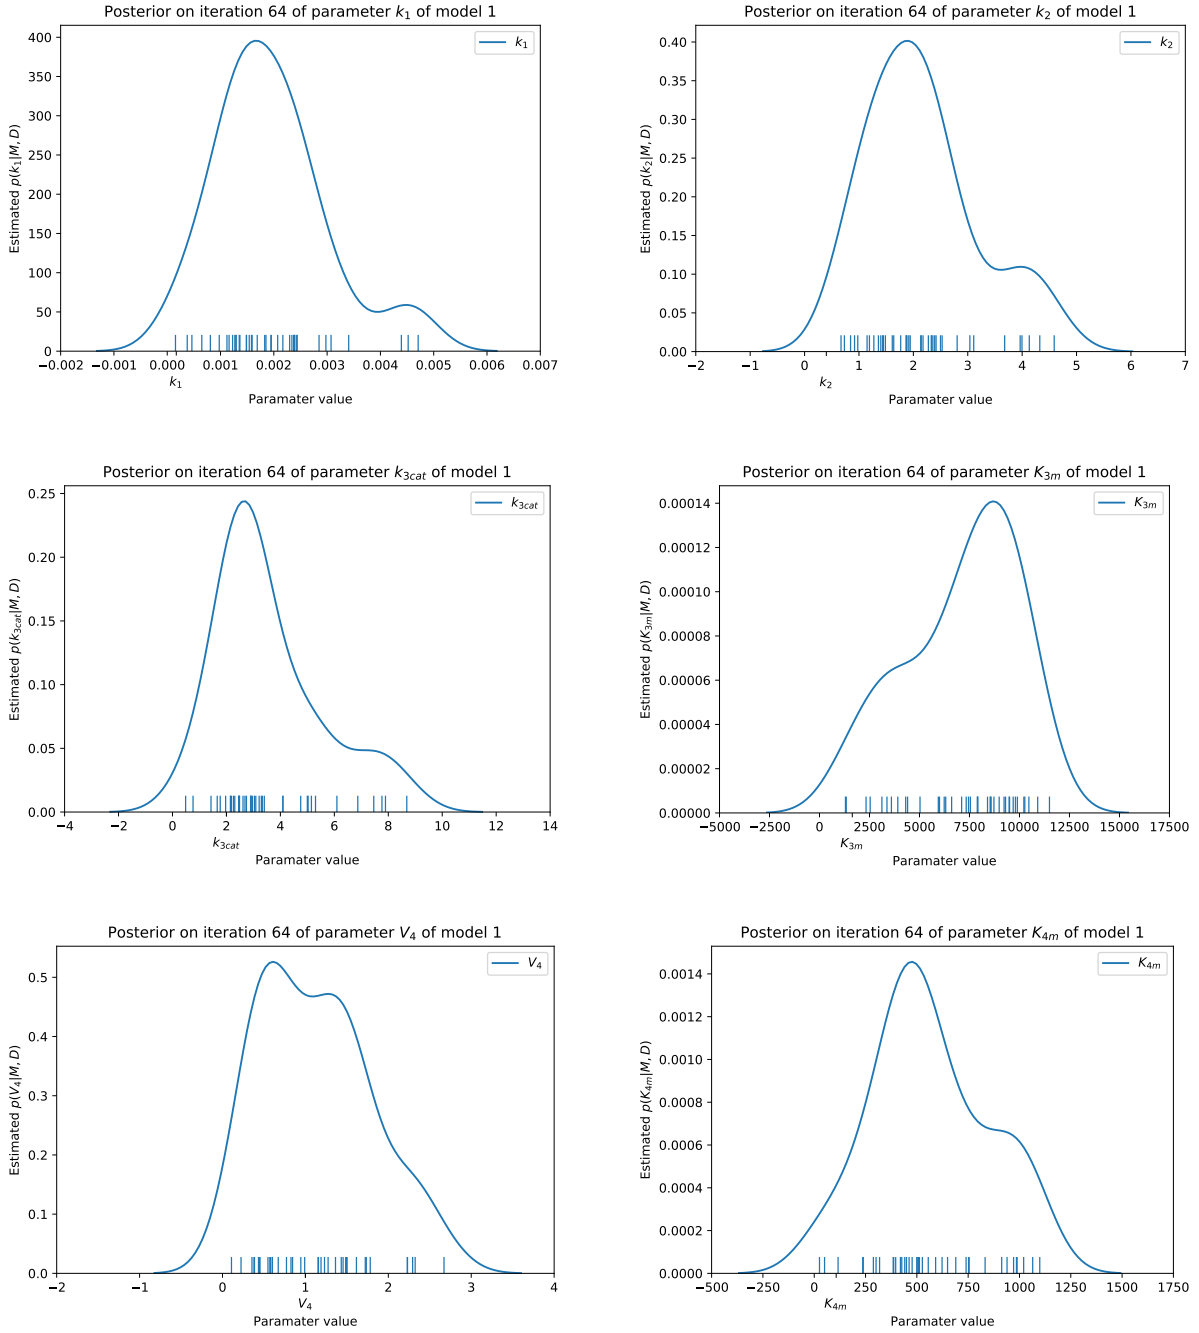 Posterior on iteration 64 of parameter k1 of model 1
400
350
300
250
200
150
100
50
0
Estimated p(k1|M, D)
k1
−0.002 −0.001 0.000 0.001 0.002 0.003 0.004 0.005 0.006 0.007
k1
Paramater value
Posterior on iteration 64 of parameter k2 of model 1
0.40
0.35
0.30
0.25
0.20
0.15
0.10
0.05
0.00
Estimated p(k2|M, D)
k2
−2 −1 0 1 2 3 4 5 6 7
k2
Paramater value
Posterior on iteration 64 of parameter k3cat of model 1
0.25
0.20
0.15
0.10
0.05
0.00
Estimated p(k3cat|M, D)
k3cat
−4 −2 0 2 4 6 8 10 12 14
k3cat
Paramater value
Posterior on iteration 64 of parameter K3m of model 1
0.00014
0.00012
0.00010
0.00008
0.00006
0.00004
0.00002
0.00000
Estimated p(K3m|M, D)
K3m
−5000 −2500 0 2500 5000 7500 10000 12500 15000 17500
K3m
Paramater value
Posterior on iteration 64 of parameter V4 of model 1
0.5
0.4
0.3
0.2
0.1
0.0
Estimated p(V4|M, D)
V4
−2 −1 0 1 2 3 4
V4
Paramater value
Posterior on iteration 64 of parameter K4m of model 1
0.0014
0.0012
0.0010
0.0008
0.0006
0.0004
0.0002
0.0000
Estimated p(K4m|M, D)
K4m
−500 −250 0 250 500 750 1000 1250 1500 1750
K4m
Paramater value